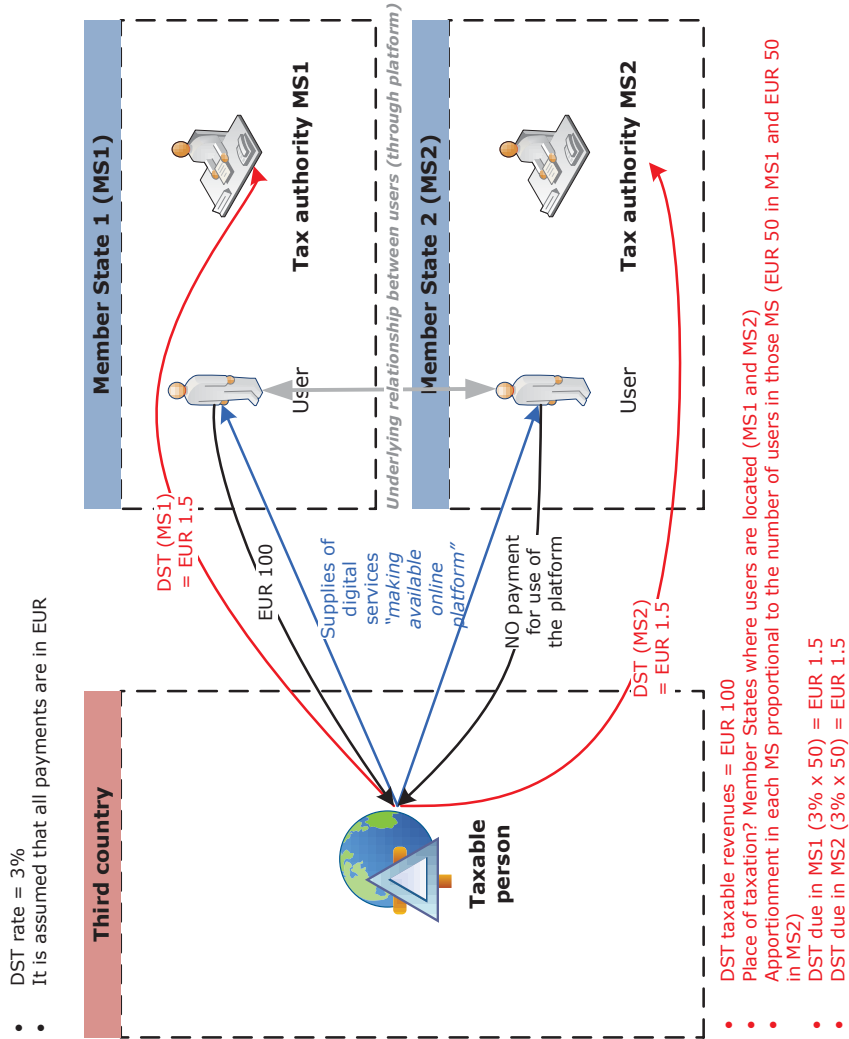 • DST rate = 3%
• It is assumed that all payments are in EUR
Third country
Taxable
person
Member State 1 (MS1)
User
Tax authority MS1
DST (MS1)
= EUR 1.5
EUR 100
Supplies of
digital
services
“making
available
online
platform”
NO payment
for use of
the platform
DST (MS2)
= EUR 1.5
Underlying relationship between users (through platform)
Member State 2 (MS2)
User
Tax authority MS2
• DST taxable revenues = EUR 100
• Place of taxation? Member States where users are located (MS1 and MS2)
• Apportionment in each MS proportional to the number of users in those MS (EUR 50 in MS1 and EUR 50
in MS2)
• DST due in MS1 (3% x 50) = EUR 1.5
• DST due in MS2 (3% x 50) = EUR 1.5